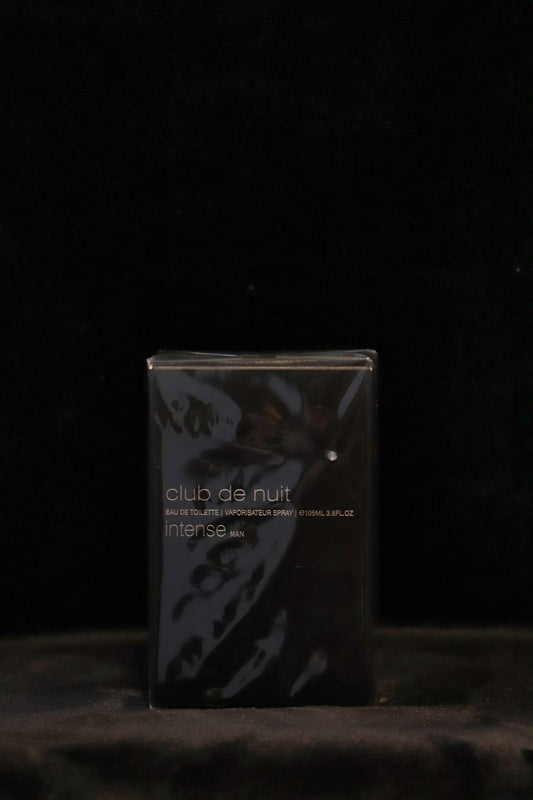 club de nuit
EAU DE TOILETTE | VAPORISATEUR SPRAY | ℮105ML 3.6FL.OZ
intense MAN